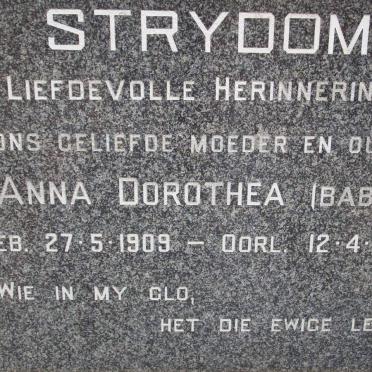 STRYDOM
LIEFDEVOLLE HERINNERIN
ONS GELIEFDE MOEDER EN OU
ANNA DOROTHEA (BAB
EB. 27·5·1909 — OORL. 12·4·
WIE IN MY GLO,
HET DIE EWIGE LE